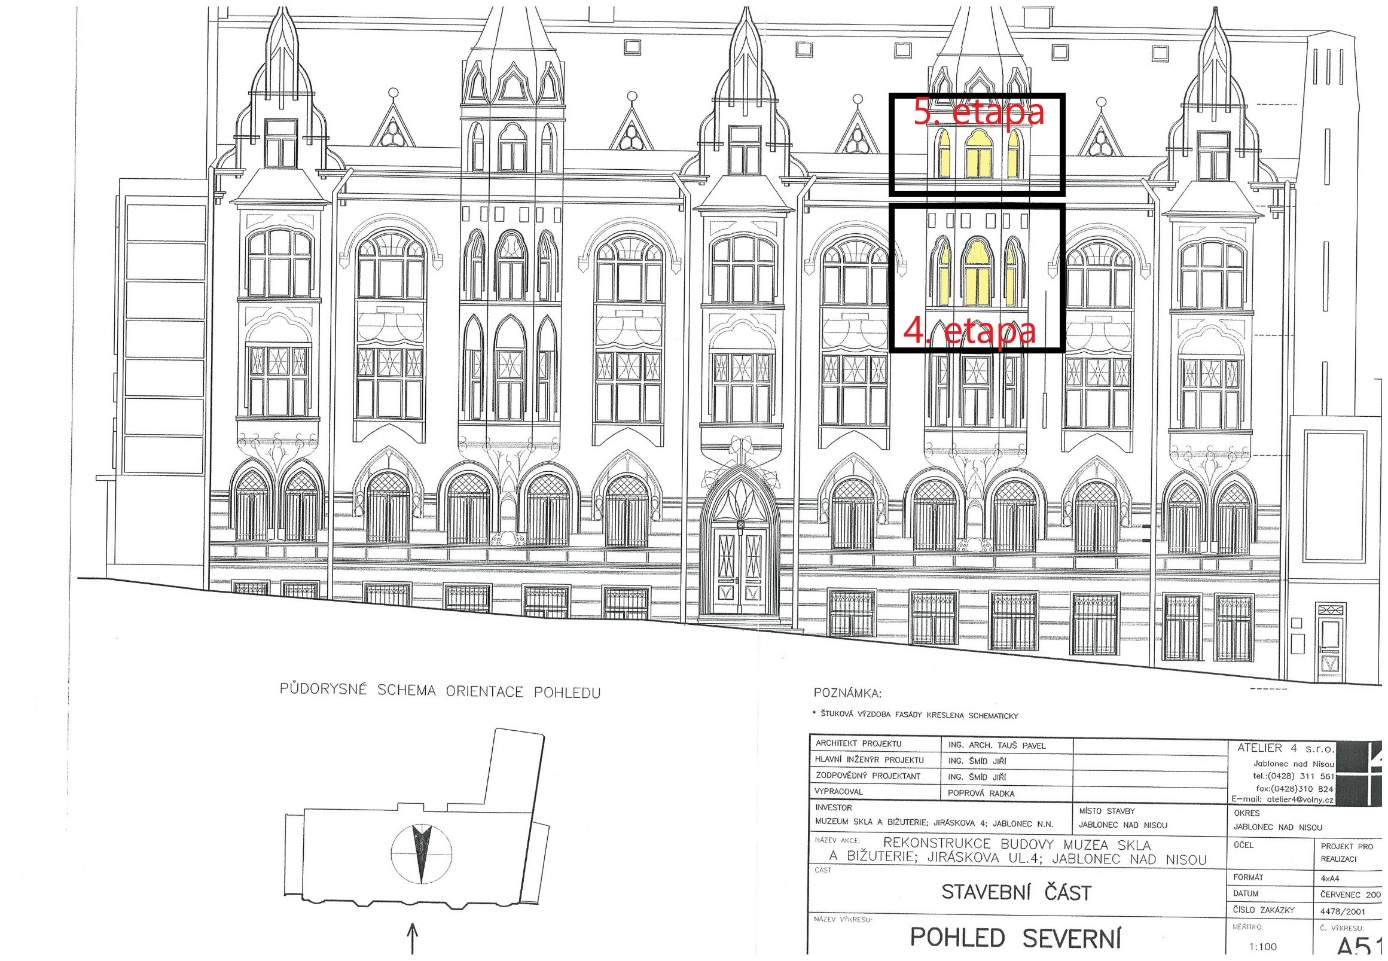 5. etapa
4. etapa
PŮDORYSNÉ SCHEMA ORIENTACE POHLEDU
POZNÁMKA:
* ŠTUKOVÁ VÝZDOBA FASÁDY KRESLENA SCHEMATICKY
ARCHITEKT PROJEKTU ING. ARCH. TAUŠ PAVEL
HLAVNÍ INŽENÝR PROJEKTU ING. ŠMÍD JIŘÍ
ZODPOVĚDNÝ PROJEKTANT ING. ŠMÍD JIŘÍ
VYPRACOVAL POPROVÁ RADKA
ATELIER 4 s.r.o.
Jablonec nad Nisou
tel.:(0428) 311 561
fax:(0428)310 824
E-mail: atelier4@volny.cz
INVESTOR
MUZEUM SKLA A BIŽUTERIE; JIRÁSKOVA 4; JABLONEC N.N.
MÍSTO STAVBY
JABLONEC NAD NISOU
OKRES
JABLONEC NAD NISOU
NÁZEV AKCE:
REKONSTRUKCE BUDOVY MUZEA SKLA
A BIŽUTERIE; JIRÁSKOVA UL.4; JABLONEC NAD NISOU
ÚČEL PROJEKT PRO
REALIZACI
ČÁST
STAVEBNÍ ČÁST
FORMÁT 4xA4
DATUM ČERVENEC 200
ČÍSLO ZAKÁZKY 4478/2001
NÁZEV VÝKRESU:
POHLED SEVERNÍ
MĚŘÍTKO:
1:100
Č. VÝKRESU:
A51